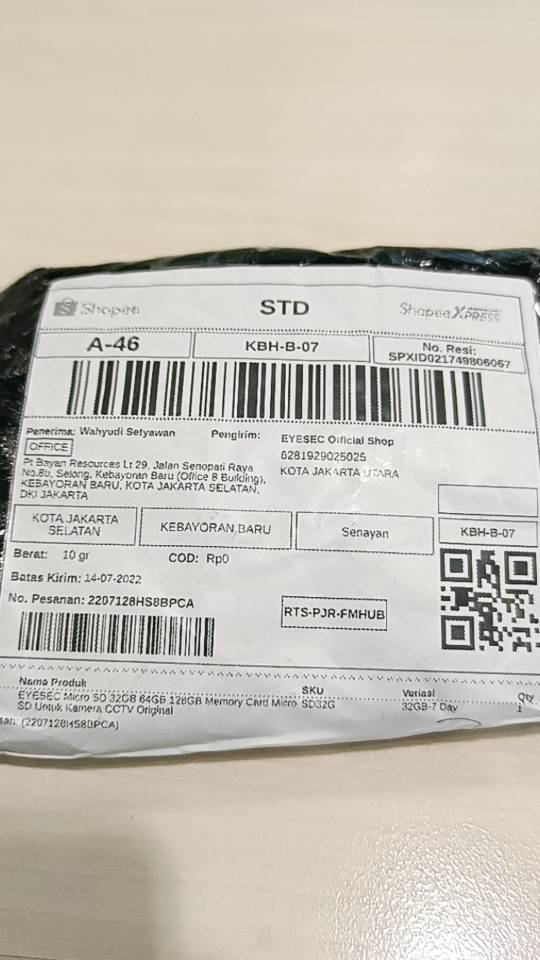 Shopee
STD
Shopee XPRESS
A-46
KBH-B-07
No. Resi:
SPXID021749806067
Penerima: Wahyudi Setyawan
OFFICE
Pt Bayan Resources Lt 29, Jalan Senopati Raya
No.8b, Selong, Kebayoran Baru (Office 8 Building),
KEBAYORAN BARU, KOTA JAKARTA SELATAN,
DKI JAKARTA
Pengirim: EYESEC Official Shop
6281929025025
KOTA JAKARTA UTARA
KOTA JAKARTA
SELATAN
KEBAYORAN BARU
Senayan
KBH-B-07
Berat: 10 gr
COD: Rp0
Batas Kirim: 14-07-2022
No. Pesanan: 2207128HS8BPCA
RTS-PJR-FMHUB
Nama Produk SKU Variasi Qty
EYESEC Micro SD 32GB 64GB 128GB Memory Card Micro SD32G 32GB-7 Day 1
SD Untuk Kamera CCTV Original
san: (2207128HS8BPCA)